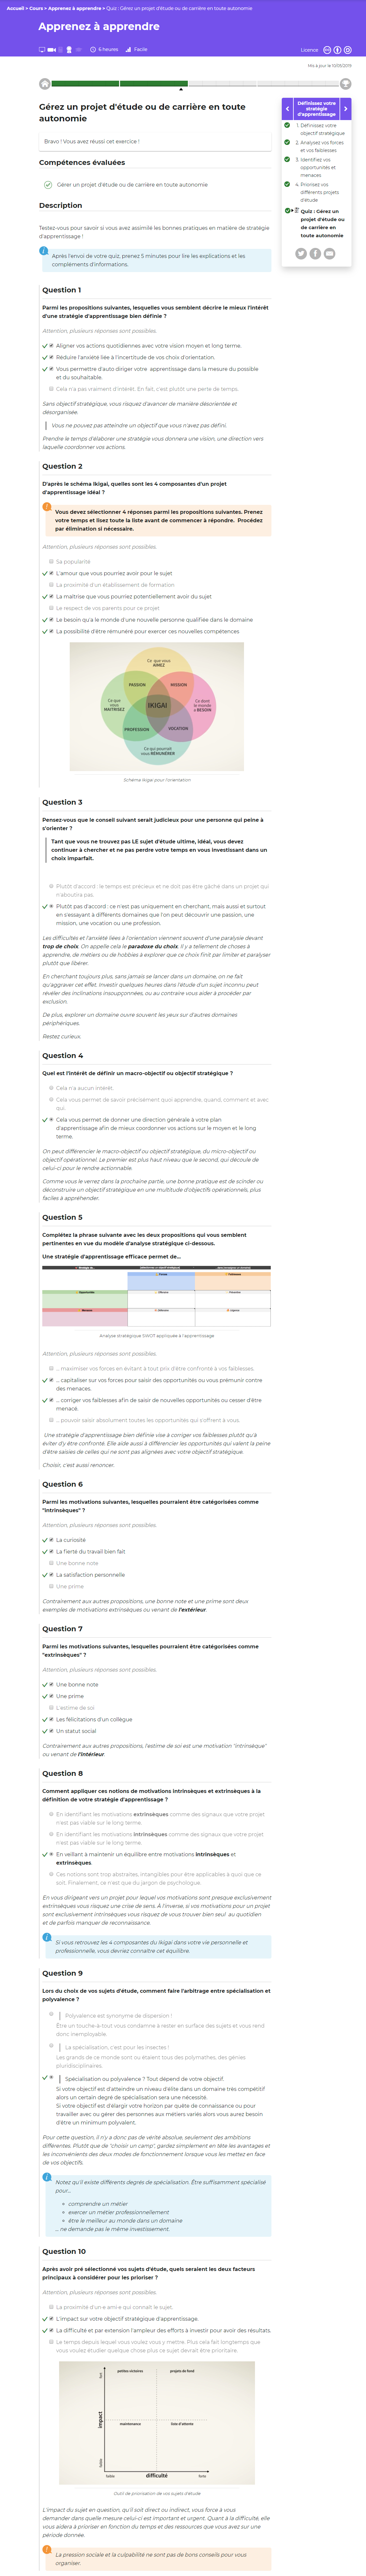 Accueil > Cours > Apprenez à apprendre > Quiz : Gérez un projet d'étude ou de carrière en toute autonomie
Apprenez à apprendre
6 heures
Facile
Licence
Mis à jour le 10/03/2019
Gérez un projet d'étude ou de carrière en toute
autonomie
Bravo ! Vous avez réussi cet exercice !
Compétences évaluées
Gérer un projet d'étude ou de carrière en toute autonomie
Description
Testez-vous pour savoir si vous avez assimilé les bonnes pratiques en matière de stratégie
d'apprentissage !
Après l'envoi de votre quiz, prenez 5 minutes pour lire les explications et les
compléments d'informations.
Définissez votre
stratégie
d'apprentissage
1. Définissez votre
objectif stratégique
2. Analysez vos forces
et vos faiblesses
3. Identifiez vos
opportunités et
menaces
4. Priorisez vos
différents projets
d'étude
Quiz : Gérez un
projet d'étude ou
de carrière en
toute autonomie
Question 1
Parmi les propositions suivantes, lesquelles vous semblent décrire le mieux l'intérêt
d'une stratégie d'apprentissage bien définie ?
Attention, plusieurs réponses sont possibles.
Aligner vos actions quotidiennes avec votre vision moyen et long terme.
Réduire l'anxiété liée à l'incertitude de vos choix d'orientation.
Vous permettre d'auto diriger votre apprentissage dans la mesure du possible
et du souhaitable.
Cela n'a pas vraiment d'intérêt. En fait, c'est plutôt une perte de temps.
Sans objectif stratégique, vous risquez d'avancer de manière désorientée et
désorganisée.
Vous ne pouvez pas atteindre un objectif que vous n'avez pas défini.
Prendre le temps d'élaborer une stratégie vous donnera une vision, une direction vers
laquelle coordonner vos actions.
Question 2
D'après le schéma Ikigai, quelles sont les 4 composantes d'un projet
d'apprentissage idéal ?
Vous devez sélectionner 4 réponses parmi les propositions suivantes. Prenez
votre temps et lisez toute la liste avant de commencer à répondre. Procédez
par élimination si nécessaire.
Attention, plusieurs réponses sont possibles.
Sa popularité
L'amour que vous pourriez avoir pour le sujet
La proximité d'un établissement de formation
La maîtrise que vous pourriez potentiellement avoir du sujet
Le respect de vos parents pour ce projet
Le besoin qu'a le monde d'une nouvelle personne qualifiée dans le domaine
La possibilité d'être rémunéré pour exercer ces nouvelles compétences
Ce que vous
AIMEZ
PASSION
MISSION
Ce que
vous
MAITRISEZ
IKIGAI
Ce dont
le monde
a BESOIN
PROFESSION
VOCATION
Ce qui pourrait
vous RÉMUNÉRER
Schéma Ikigai pour l'orientation
Question 3
Pensez-vous que le conseil suivant serait judicieux pour une personne qui peine à
s'orienter ?
Tant que vous ne trouvez pas LE sujet d'étude ultime, idéal, vous devez
continuer à chercher et ne pas perdre votre temps en vous investissant dans un
choix imparfait.
Plutôt d'accord : le temps est précieux et ne doit pas être gâché dans un projet qui
n'aboutira pas.
Plutôt pas d'accord : ce n'est pas uniquement en cherchant, mais aussi et surtout
en s'essayant à différents domaines que l'on peut découvrir une passion, une
mission, une vocation ou une profession.
Les difficultés et l'anxiété liées à l'orientation viennent souvent d'une analyse devant
trop de choix. On appelle cela le paradoxe du choix. Il y a tellement de choses à
apprendre, de métiers ou de hobbies à explorer que ce choix finit par limiter et paralyser
plutôt que libérer.
En cherchant toujours plus, sans jamais se lancer dans un domaine, on ne fait
qu'aggraver cet effet. Investir quelques heures dans l'étude d'un sujet inconnu peut
révéler des inclinations insoupçonnées, ou au contraire vous aider à procéder par
exclusion.
De plus, explorer un domaine ouvre souvent les yeux sur d'autres domaines
périphériques.
Restez curieux.
Question 4
Quel est l'intérêt de définir un macro-objectif ou objectif stratégique ?
Cela n'a aucun intérêt.
Cela vous permet de savoir précisément quoi apprendre, quand, comment et avec
qui.
Cela vous permet de donner une direction générale à votre plan
d'apprentissage afin de mieux coordonner vos actions sur le moyen et le long
terme.
On peut différencier le macro-objectif ou objectif stratégique, du micro-objectif ou
objectif opérationnel. Le premier est plus haut niveau que le second, qui découle de
celui-ci pour le rendre actionnable.
Comme vous le verrez dans la prochaine partie, une bonne pratique est de scinder ou
déconstruire un objectif stratégique en une multitude d'objectifs opérationnels, plus
faciles à appréhender.
Question 5
Complétez la phrase suivante avec les deux propositions qui vous semblent
pertinentes en vue du modèle d'analyse stratégique ci-dessous.
Une stratégie d'apprentissage efficace permet de...
Analyse stratégique SWOT appliquée à l'apprentissage
Attention, plusieurs réponses sont possibles.
... maximiser vos forces en évitant à tout prix d'être confronté à vos faiblesses.
... capitaliser sur vos forces pour saisir des opportunités ou vous prémunir contre
des menaces.
... corriger vos faiblesses afin de saisir de nouvelles opportunités ou cesser d'être
menacé.
... pouvoir saisir absolument toutes les opportunités qui s'offrent à vous.
Une stratégie d'apprentissage bien définie vise à corriger vos faiblesses plutôt qu'à
éviter d'y être confronté. Elle aide aussi à différencier les opportunités qui valent la peine
d'être saisies de celles qui ne sont pas alignées avec votre objectif stratégique.
Choisir, c'est aussi renoncer.
Question 6
Parmi les motivations suivantes, lesquelles pourraient être catégorisées comme
"intrinsèques" ?
Attention, plusieurs réponses sont possibles.
La curiosité
La fierté du travail bien fait
Une bonne note
La satisfaction personnelle
Une prime
Contrairement aux autres propositions, une bonne note et une prime sont deux
exemples de motivations extrinsèques ou venant de l'extérieur.
Question 7
Parmi les motivations suivantes, lesquelles pourraient être catégorisées comme
"extrinsèques" ?
Attention, plusieurs réponses sont possibles.
Une bonne note
Une prime
L'estime de soi
Les félicitations d'un collègue
Un statut social
Contrairement aux autres propositions, l'estime de soi est une motivation "intrinsèque"
ou venant de l'intérieur.
Question 8
Comment appliquer ces notions de motivations intrinsèques et extrinsèques à la
définition de votre stratégie d'apprentissage ?
En identifiant les motivations extrinsèques comme des signaux que votre projet
n'est pas viable sur le long terme.
En identifiant les motivations intrinsèques comme des signaux que votre projet
n'est pas viable sur le long terme.
En veillant à maintenir un équilibre entre motivations intrinsèques et
extrinsèques.
Ces notions sont trop abstraites, intangibles pour être applicables à quoi que ce
soit. Finalement, ce n'est que du jargon de psychologue.
En vous dirigeant vers un projet pour lequel vos motivations sont presque exclusivement
extrinsèques vous risquez une crise de sens. À l'inverse, si vos motivations pour un projet
sont exclusivement intrinsèques vous risquez de vous trouver bien seul au quotidien
et de parfois manquer de reconnaissance.
Si vous retrouvez les 4 composantes du Ikigai dans votre vie personnelle et
professionnelle, vous devriez connaître cet équilibre.
Question 9
Lors du choix de vos sujets d'étude, comment faire l'arbitrage entre spécialisation et
polyvalence ?
Polyvalence est synonyme de dispersion !
Être un touche-à-tout vous condamne à rester en surface des sujets et vous rend
donc inemployable.
La spécialisation, c'est pour les insectes !
Les grands de ce monde sont ou étaient tous des polymathes, des génies
pluridisciplinaires.
Spécialisation ou polyvalence ? Tout dépend de votre objectif.
Si votre objectif est d'atteindre un niveau d'élite dans un domaine très compétitif
alors un certain degré de spécialisation sera une nécessité.
Si votre objectif est d'élargir votre horizon par quête de connaissance ou pour
travailler avec ou gérer des personnes aux métiers variés alors vous aurez besoin
d'être un minimum polyvalent.
Pour cette question, il n'y a donc pas de vérité absolue, seulement des ambitions
différentes. Plutôt que de "choisir un camp", gardez simplement en tête les avantages et
les inconvénients des deux modes de fonctionnement lorsque vous les mettez en face
de vos objectifs.
Notez qu'il existe différents degrés de spécialisation. Être suffisamment spécialisé
pour...
comprendre un métier
exercer un métier professionnellement
être le meilleur au monde dans un domaine
... ne demande pas le même investissement.
Question 10
Après avoir pré sélectionné vos sujets d'étude, quels seraient les deux facteurs
principaux à considérer pour les prioriser ?
Attention, plusieurs réponses sont possibles.
La proximité d'un·e ami·e qui connaît le sujet.
L'impact sur votre objectif stratégique d'apprentissage.
La difficulté et par extension l'ampleur des efforts à investir pour avoir des résultats.
Le temps depuis lequel vous voulez vous y mettre. Plus cela fait longtemps que
vous voulez étudier quelque chose plus ce sujet devrait être prioritaire.
fort
petites victoires
projets de fond
impact
maintenance
liste d'attente
faible
faible
difficulté
forte
Outil de priorisation de vos sujets d'étude
L'impact du sujet en question, qu'il soit direct ou indirect, vous force à vous
demander dans quelle mesure celui-ci est important et urgent. Quant à la difficulté, elle
vous aidera à prioriser en fonction du temps et des ressources que vous avez sur une
période donnée.
La pression sociale et la culpabilité ne sont pas de bons conseils pour vous
organiser.